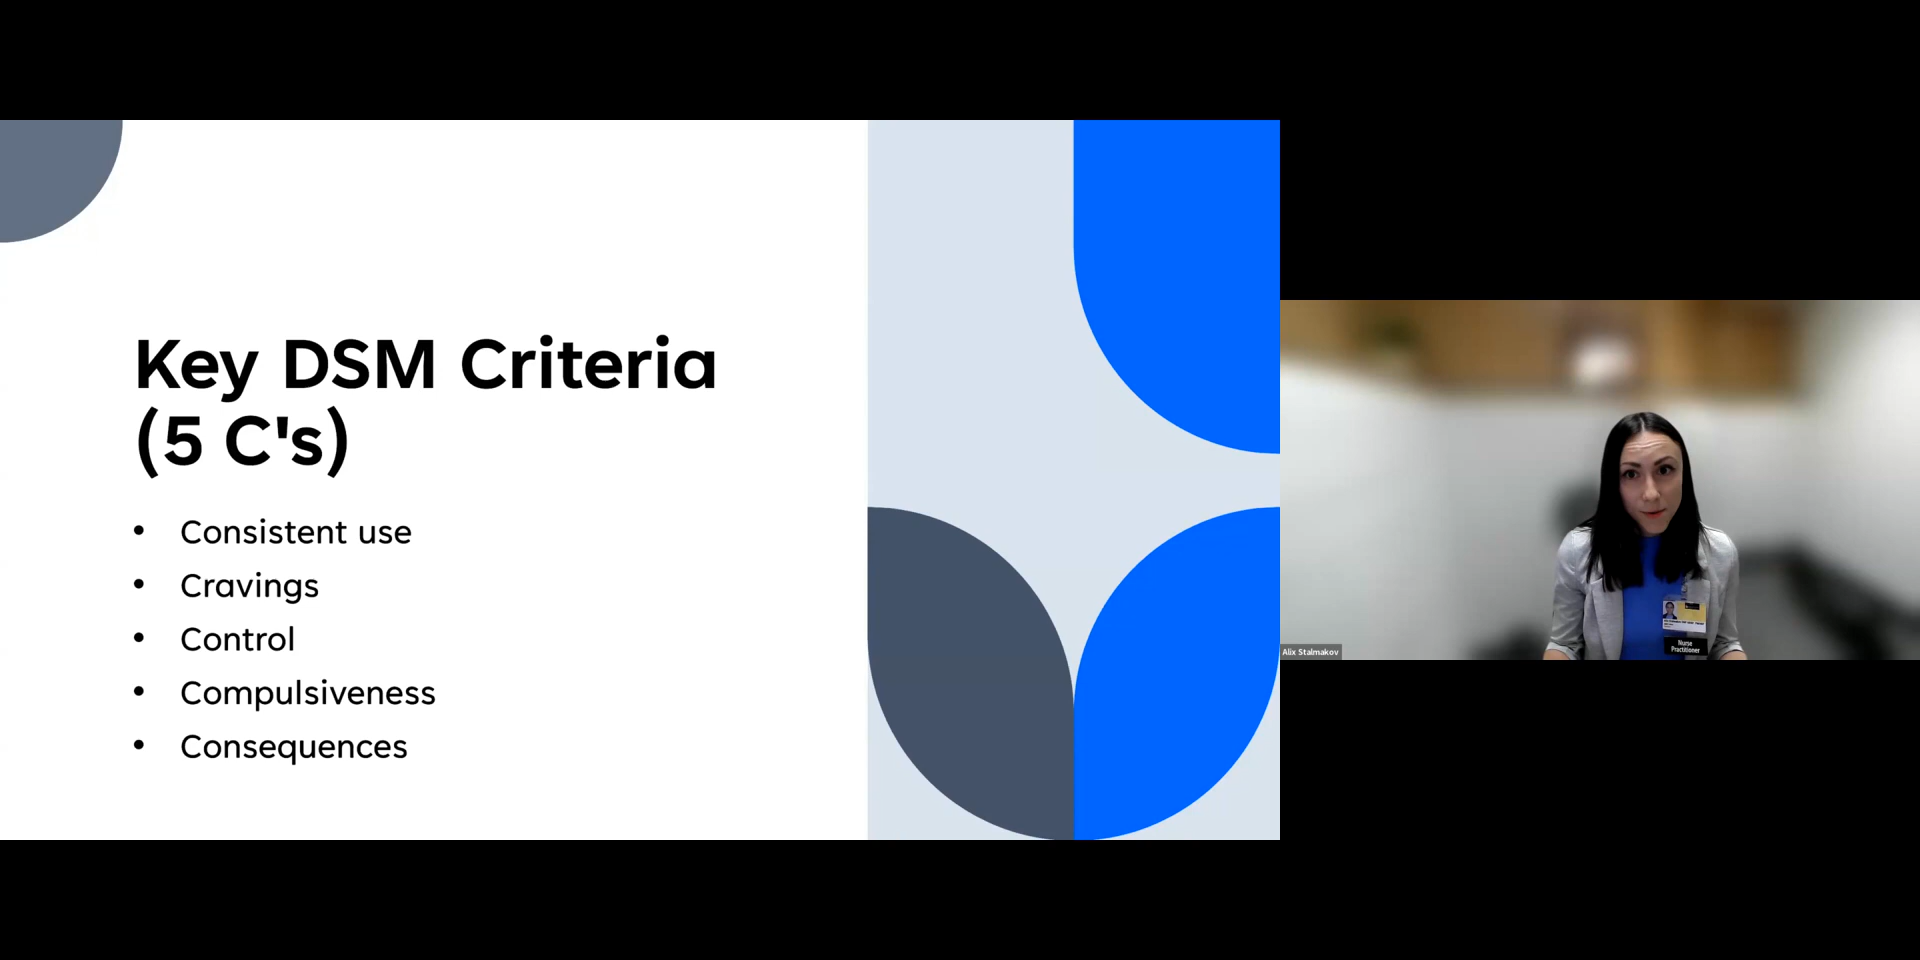 Key DSM Criteria
(5 C's)
• Consistent use
• Cravings
• Control
• Compulsiveness
• Consequences
Alix Stalmakov
Nurse
Practitioner